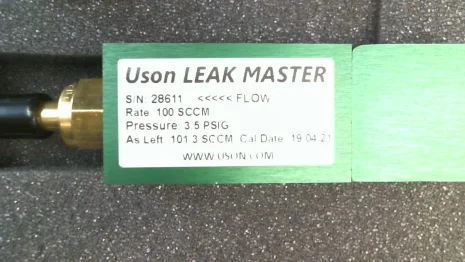 Uson LEAK MASTER
S/N: 28611 <<<<< FLOW
Rate: 100 SCCM
Pressure: 3.5 PSIG
As Left: 101.3 SCCM Cal Date: 19.04.21
WWW.USON.COM